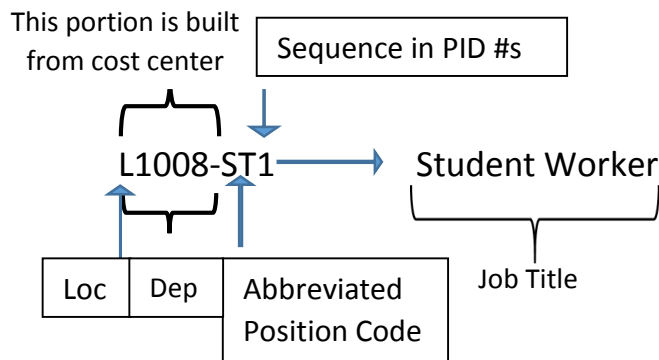 This portion is built
from cost center
Sequence in PID #s
L1008-ST1
Student Worker
Loc
Dep
Abbreviated
Position Code
Job Title